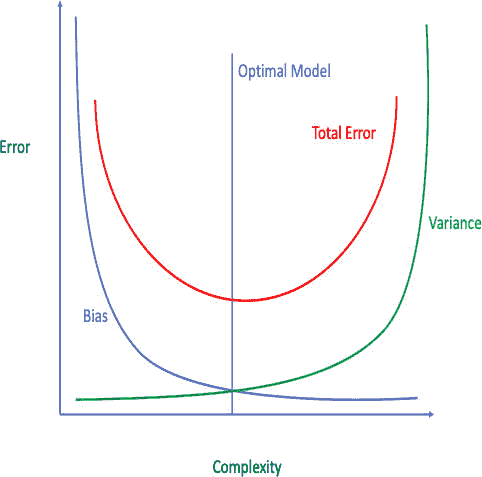 Optimal Model
Total Error
Error
Variance
Bias
Complexity